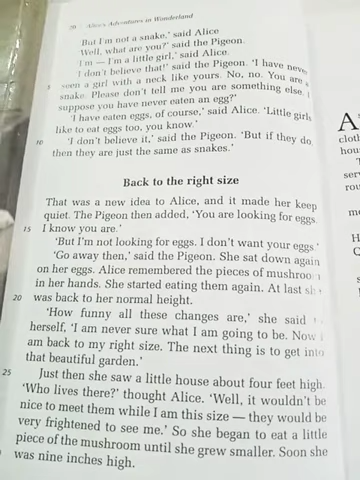 20 Alice's Adventures in Wonderland
'But I'm not a snake,' said Alice.
'Well, what are you?' said the Pigeon.
'I'm — I'm a little girl,' said Alice.
'I don't believe that!' said the Pigeon. 'I have never
5 seen a girl with a neck like yours. No, no. You are a
snake. Please don't tell me you are something else. I
suppose you have never eaten an egg?'
'I have eaten eggs, of course,' said Alice. 'Little girls
like to eat eggs too, you know.'
10 'I don't believe it,' said the Pigeon. 'But if they do,
then they are just the same as snakes.'
Back to the right size
That was a new idea to Alice, and it made her keep
quiet. The Pigeon then added, 'You are looking for eggs.
15 I know you are.'
'But I'm not looking for eggs. I don't want your eggs.'
'Go away then,' said the Pigeon. She sat down again
on her eggs. Alice remembered the pieces of mushroom
in her hands. She started eating them again. At last she
20 was back to her normal height.
'How funny all these changes are,' she said
herself, 'I am never sure what I am going to be. Now I
am back to my right size. The next thing is to get into
that beautiful garden.'
25 Just then she saw a little house about four feet high.
'Who lives there?' thought Alice. 'Well, it wouldn't be
nice to meet them while I am this size — they would be
very frightened to see me.' So she began to eat a little
piece of the mushroom until she grew smaller. Soon she
was nine inches high.
A
cloth
hou
T
ser
rou
me
H
Q